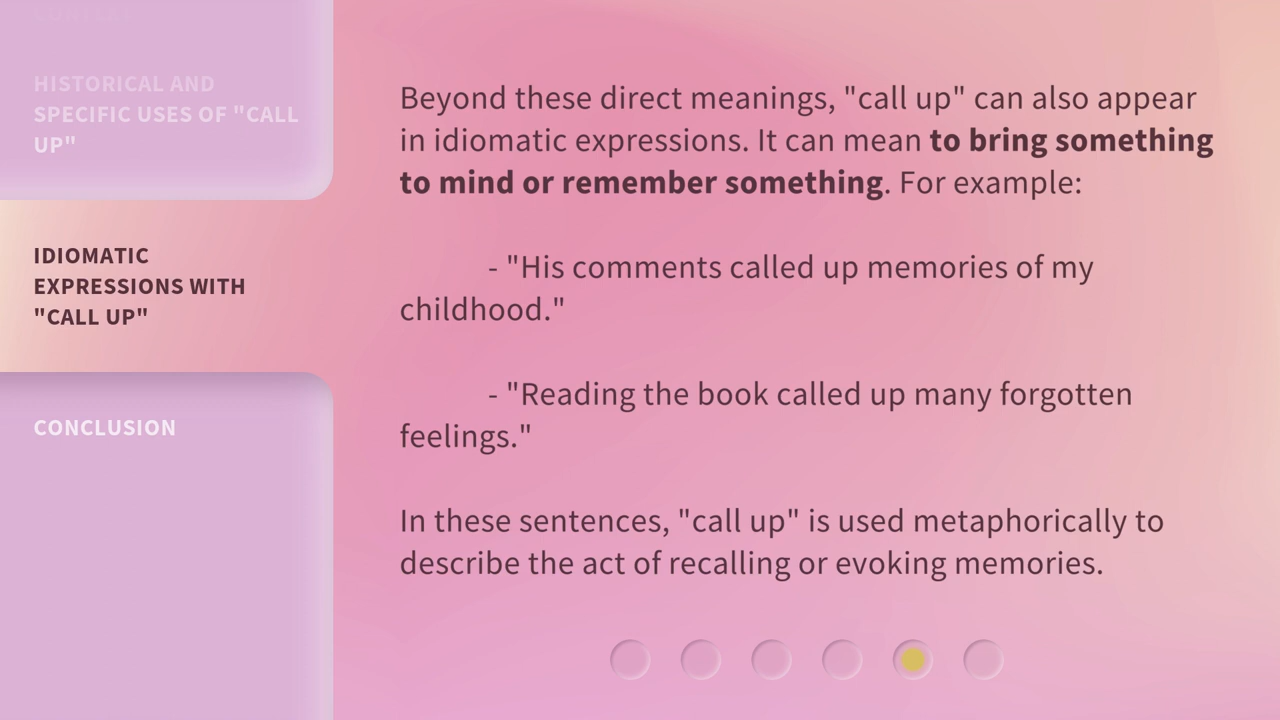 HISTORICAL AND
SPECIFIC USES OF "CALL
UP"
IDIOMATIC
EXPRESSIONS WITH
"CALL UP"
CONCLUSION
Beyond these direct meanings, "call up" can also appear
in idiomatic expressions. It can mean to bring something
to mind or remember something. For example:
- "His comments called up memories of my
childhood."
- "Reading the book called up many forgotten
feelings."
In these sentences, "call up" is used metaphorically to
describe the act of recalling or evoking memories.